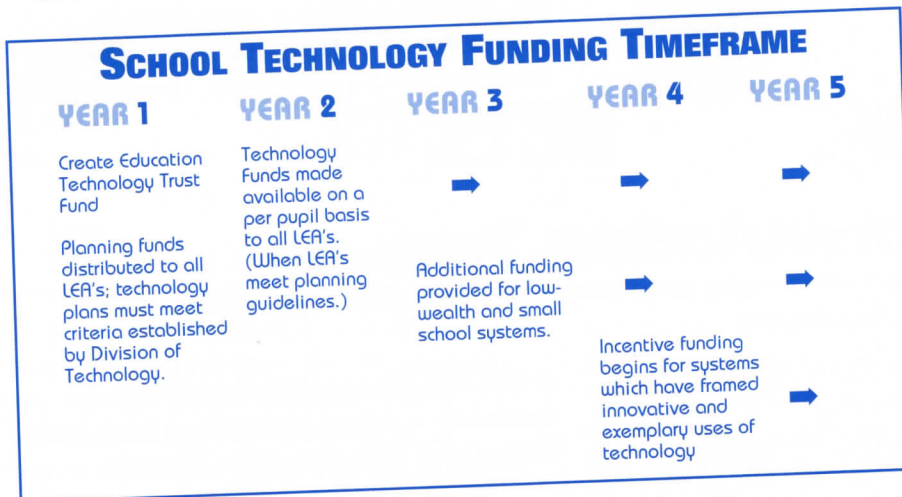 SCHOOL TECHNOLOGY FUNDING TIMEFRAME
YEAR 1
Create Education
Technology Trust
Fund
Planning funds
distributed to all
LEA's; technology
plans must meet
criteria established
by Division of
Technology.
YEAR 2
Technology
Funds made
available on a
per pupil basis
to all LEA's.
(When LEA's
meet planning
guidelines.)
YEAR 3
Additional funding
provided for low-
wealth and small
school systems.
YEAR 4
Incentive funding
begins for systems
which have framed
innovative and
exemplary uses of
technology
YEAR 5